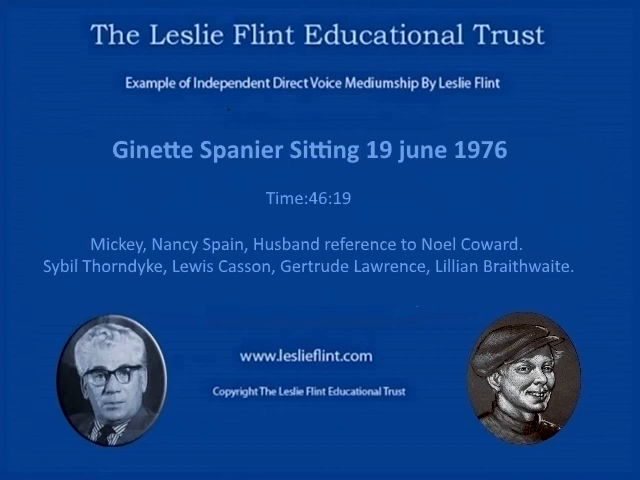 The Leslie Flint Educational Trust
Example of Independent Direct Voice Mediumship By Leslie Flint
Ginette Spanier Sitting 19 june 1976
Time:46:19
Mickey, Nancy Spain, Husband reference to Noel Coward.
Sybil Thorndyke, Lewis Casson, Gertrude Lawrence, Lillian Braithwaite.
www.leslieflint.com
Copyright The Leslie Flint Educational Trust